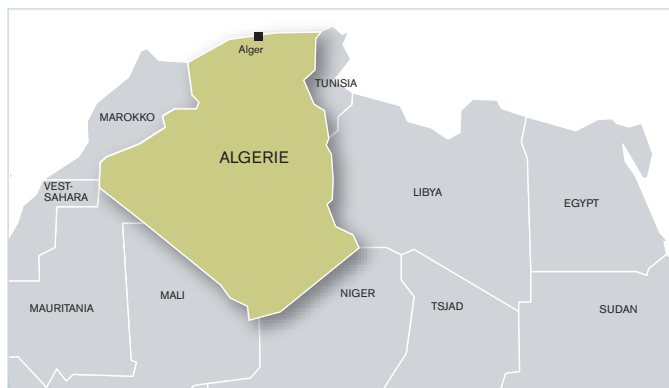 Alger
TUNISIA
MAROKKO
ALGERIE
VEST-
SAHARA
LIBYA
EGYPT
MAURITANIA
MALI
NIGER
TSJAD
SUDAN